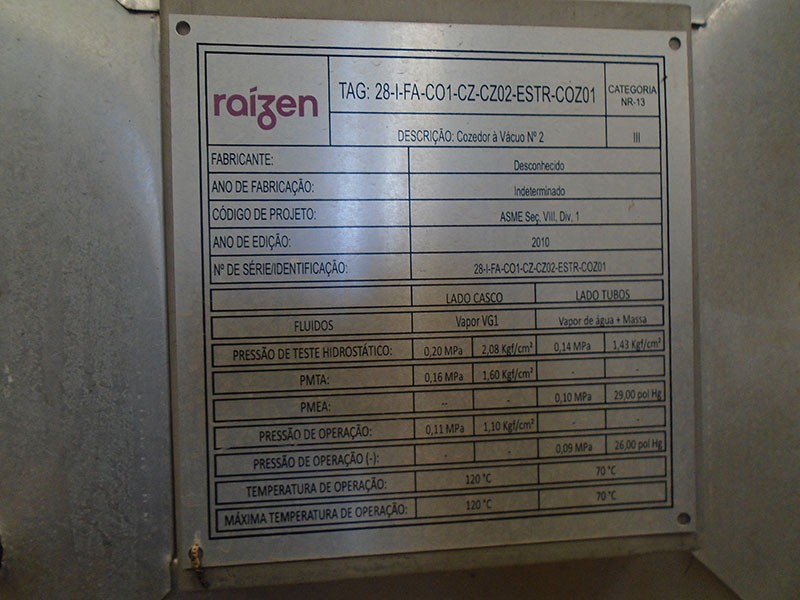 raízen
TAG: 28-I-FA-CO1-CZ-CZ02-ESTR-COZ01
CATEGORIA
NR-13
DESCRIÇÃO: Cozedor à Vácuo Nº 2
III
FABRICANTE: Desconhecido
ANO DE FABRICAÇÃO: Indeterminado
CÓDIGO DE PROJETO: ASME Seç. VIII, Div. 1
ANO DE EDIÇÃO: 2010
Nº DE SÉRIE/IDENTIFICAÇÃO: 28-I-FA-CO1-CZ-CZ02-ESTR-COZ01
LADO CASCO LADO TUBOS
FLUIDOS Vapor VG1 Vapor de água + Massa
PRESSÃO DE TESTE HIDROSTÁTICO: 0,20 MPa 2,08 Kgf/cm² 0,14 MPa 1,43 Kgf/cm²
PMTA: 0,16 MPa 1,60 Kgf/cm² - -
PMEA: - - 0,10 MPa 29,00 pol Hg
PRESSÃO DE OPERAÇÃO: 0,11 MPa 1,10 Kgf/cm² - -
PRESSÃO DE OPERAÇÃO (-): - - 0,09 MPa 26,00 pol Hg
TEMPERATURA DE OPERAÇÃO: 120 °C 70 °C
MÁXIMA TEMPERATURA DE OPERAÇÃO: 120 °C 70 °C